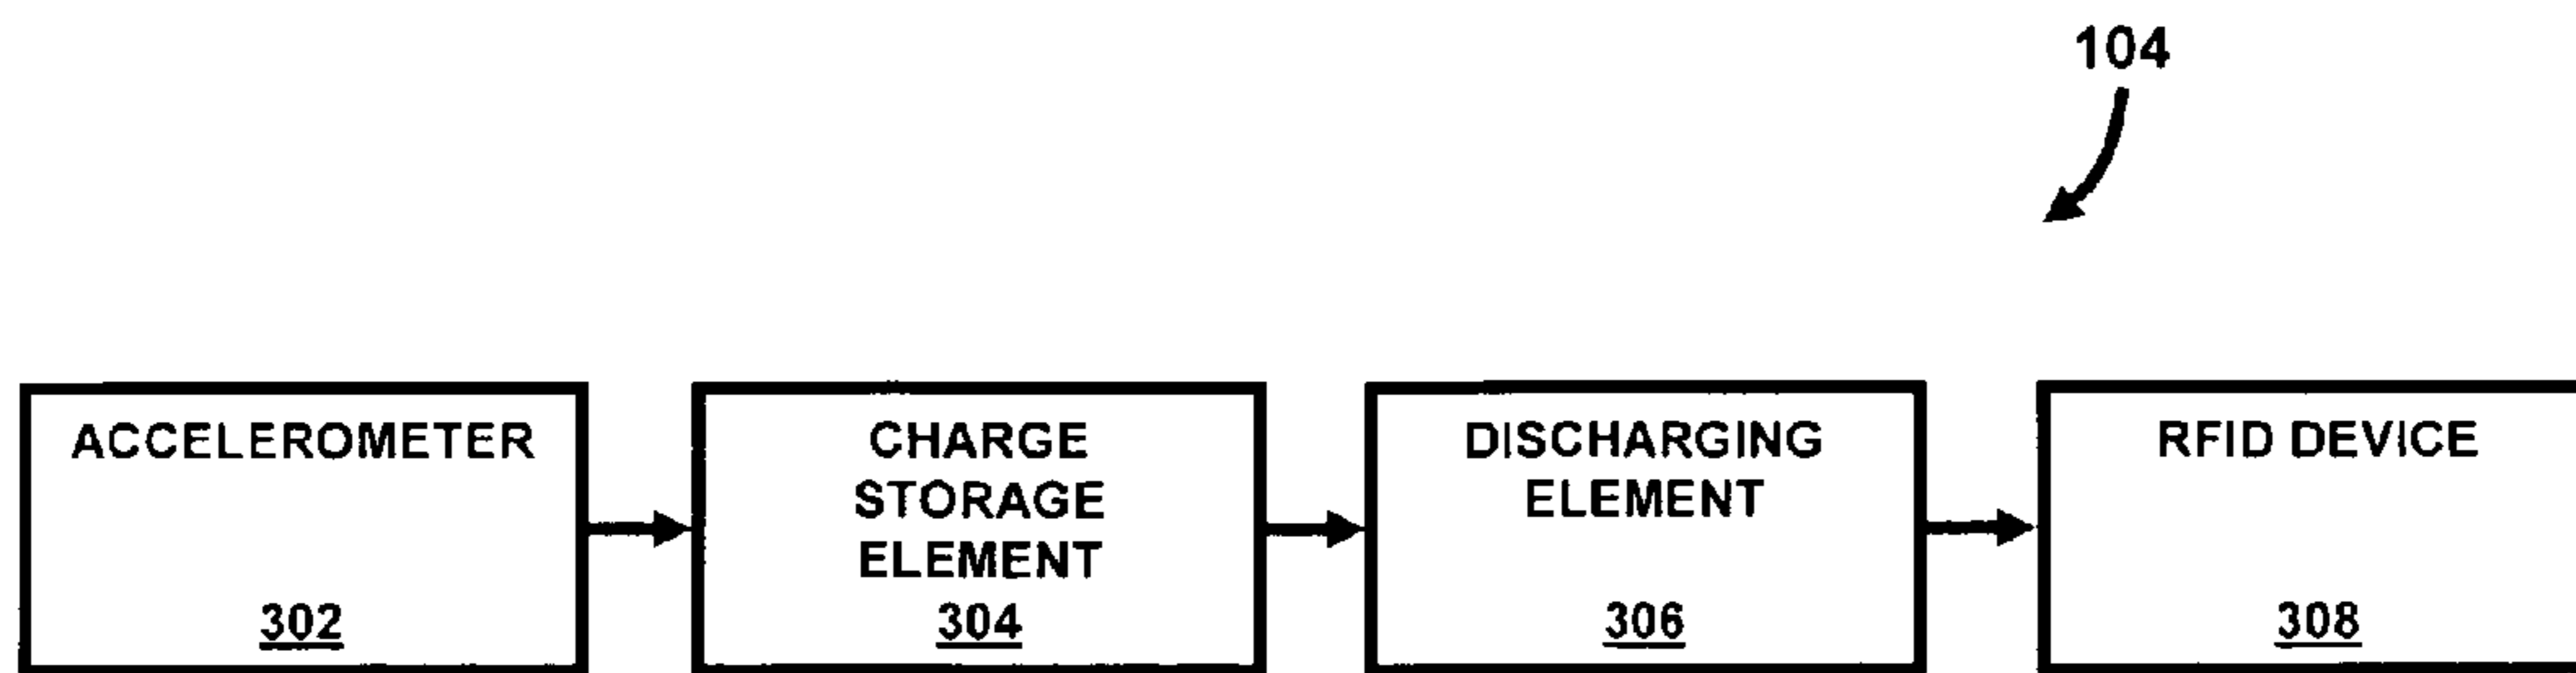 104
ACCELEROMETER
302
CHARGE
STORAGE
ELEMENT
304
DISCHARGING
ELEMENT
306
RFID DEVICE
308